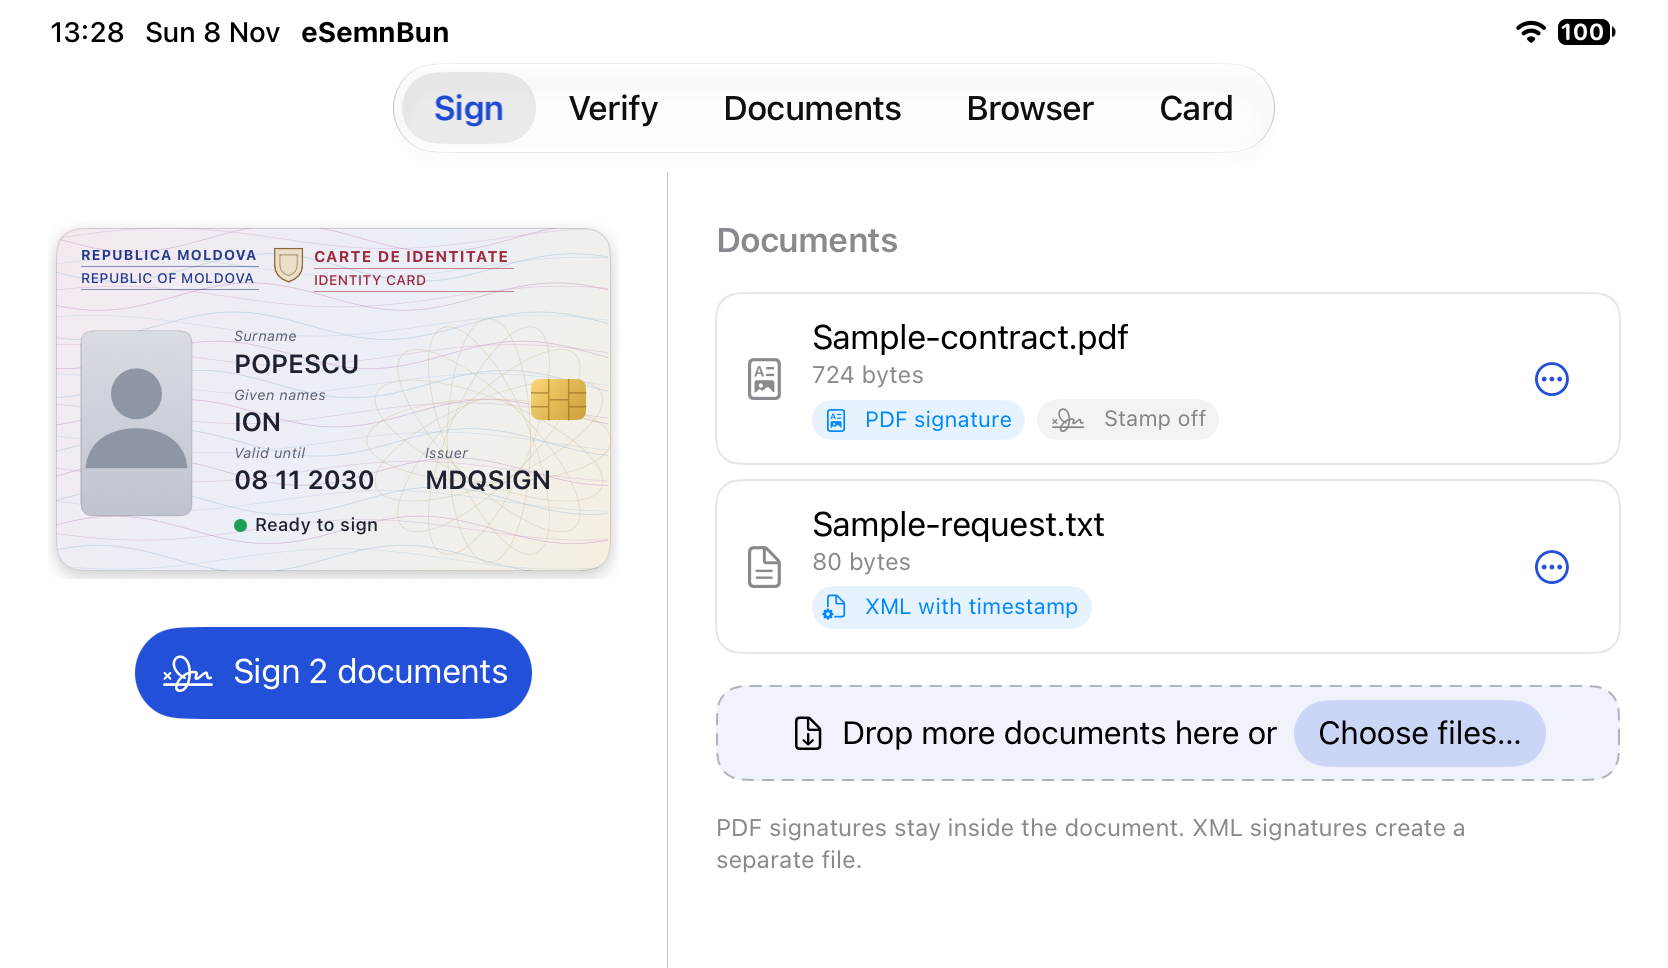 13:28 Sun 8 Nov eSemnBun
100
Sign Verify Documents Browser Card
REPUBLICA MOLDOVA
REPUBLIC OF MOLDOVA
CARTE DE IDENTITATE
IDENTITY CARD
Surname
POPESCU
Given names
ION
Valid until
08 11 2030
Issuer
MDQSIGN
Ready to sign
Sign 2 documents
Documents
Sample-contract.pdf
724 bytes
PDF signature
Stamp off
Sample-request.txt
80 bytes
XML with timestamp
Drop more documents here or Choose files...
PDF signatures stay inside the document. XML signatures create a
separate file.